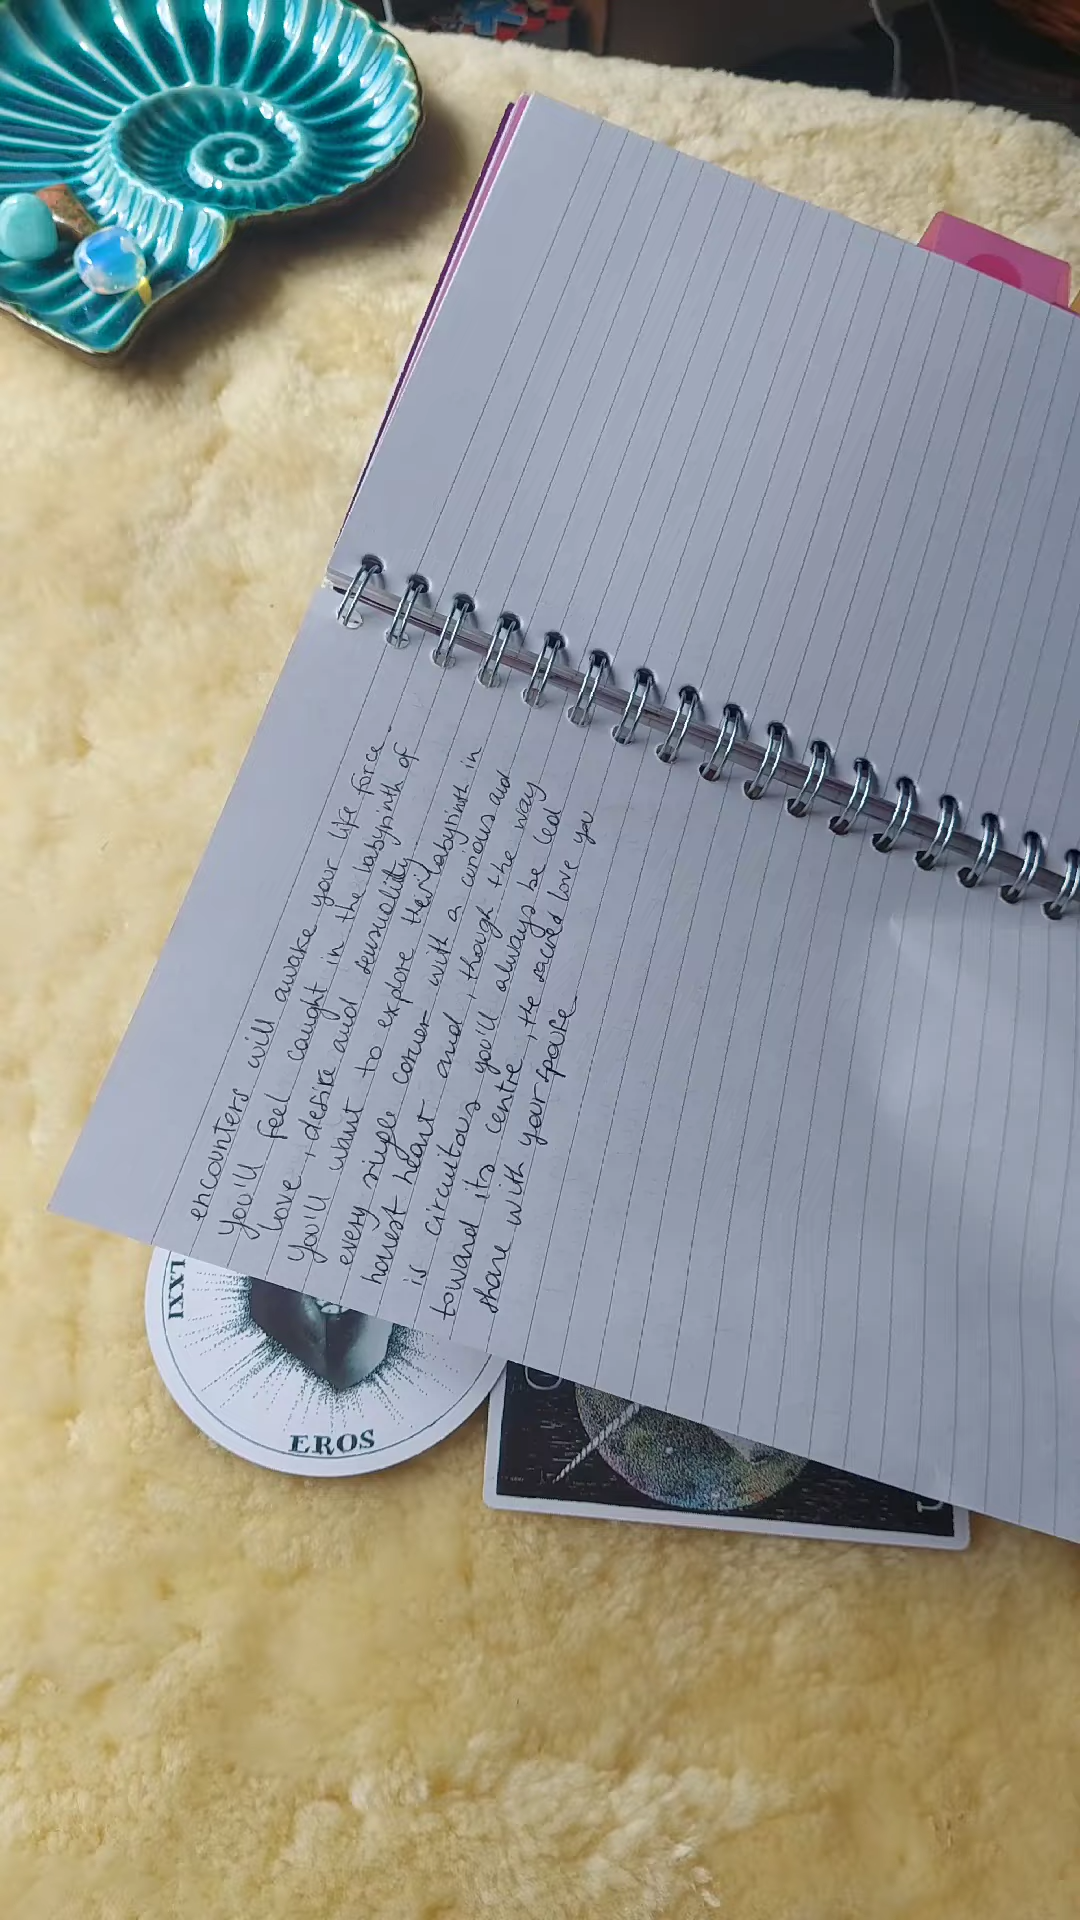 encounters will awake your life force.
You'll feel caught in the labyrinth of
love, desire and sensuality.
You'll want to explore their labyrinth in
every single corner with a curious and
honest heart and, though the way
is circuitous you'll always be led
toward its centre, the sacred love you
share with your spouse
LXXI
EROS